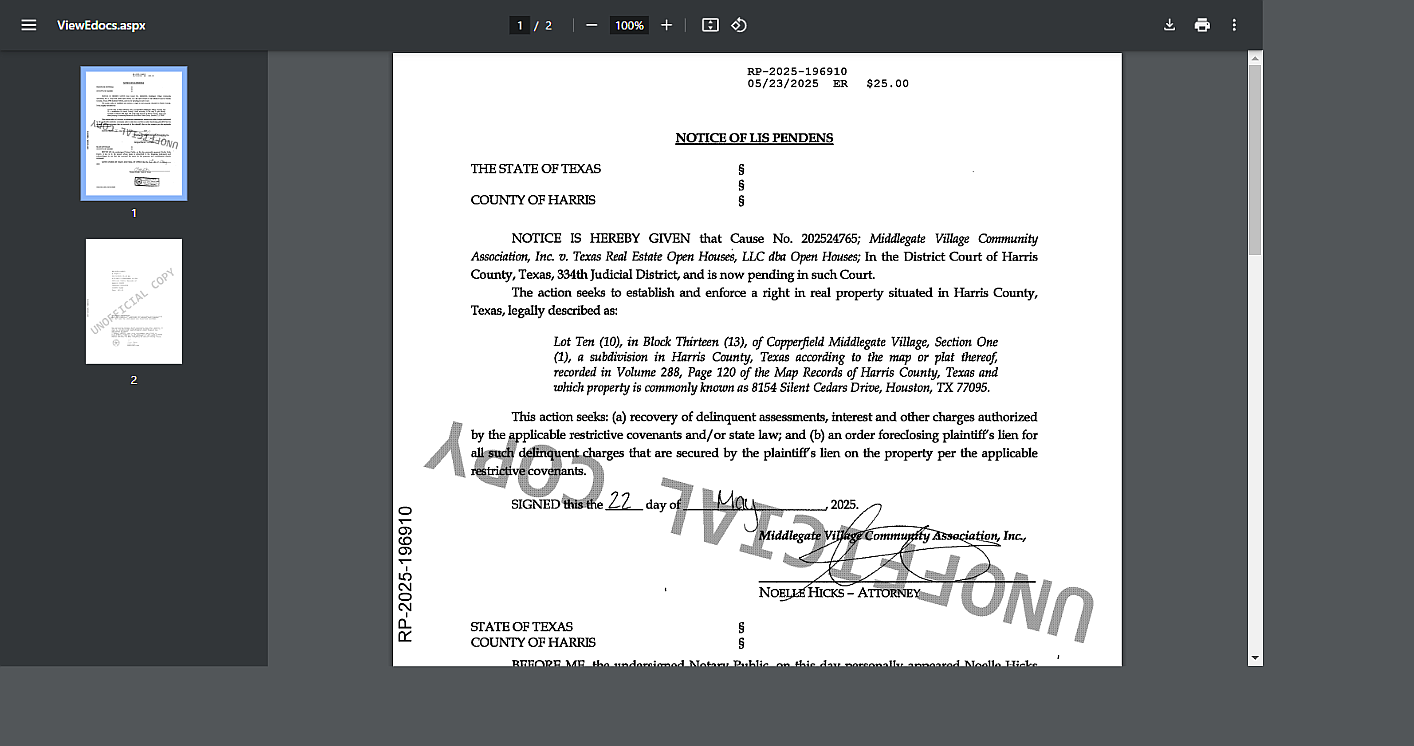 ViewEdocs.aspx
1 / 2
100%
1
2
RP-2025-196910
05/23/2025 ER $25.00
NOTICE OF LIS PENDENS
THE STATE OF TEXAS §
§
COUNTY OF HARRIS §
NOTICE IS HEREBY GIVEN that Cause No. 202524765; Middlegate Village Community
Association, Inc. v. Texas Real Estate Open Houses, LLC dba Open Houses; In the District Court of Harris
County, Texas, 334th Judicial District, and is now pending in such Court.
The action seeks to establish and enforce a right in real property situated in Harris County,
Texas, legally described as:
Lot Ten (10), in Block Thirteen (13), of Copperfield Middlegate Village, Section One
(1), a subdivision in Harris County, Texas according to the map or plat thereof,
recorded in Volume 288, Page 120 of the Map Records of Harris County, Texas and
which property is commonly known as 8154 Silent Cedars Drive, Houston, TX 77095.
This action seeks: (a) recovery of delinquent assessments, interest and other charges authorized
by the applicable restrictive covenants and/or state law; and (b) an order foreclosing plaintiff's lien for
all such delinquent charges that are secured by the plaintiff's lien on the property per the applicable
restrictive covenants.
SIGNED this the 22 day of May, 2025.
Middlegate Village Community Association, Inc.,
NOELLE HICKS – ATTORNEY
STATE OF TEXAS §
COUNTY OF HARRIS §
BEFORE ME, the undersigned Notary Public, on this day personally appeared Noelle Hicks
RP-2025-196910
UNOFFICIAL COPY
UNOFFICIAL COPY